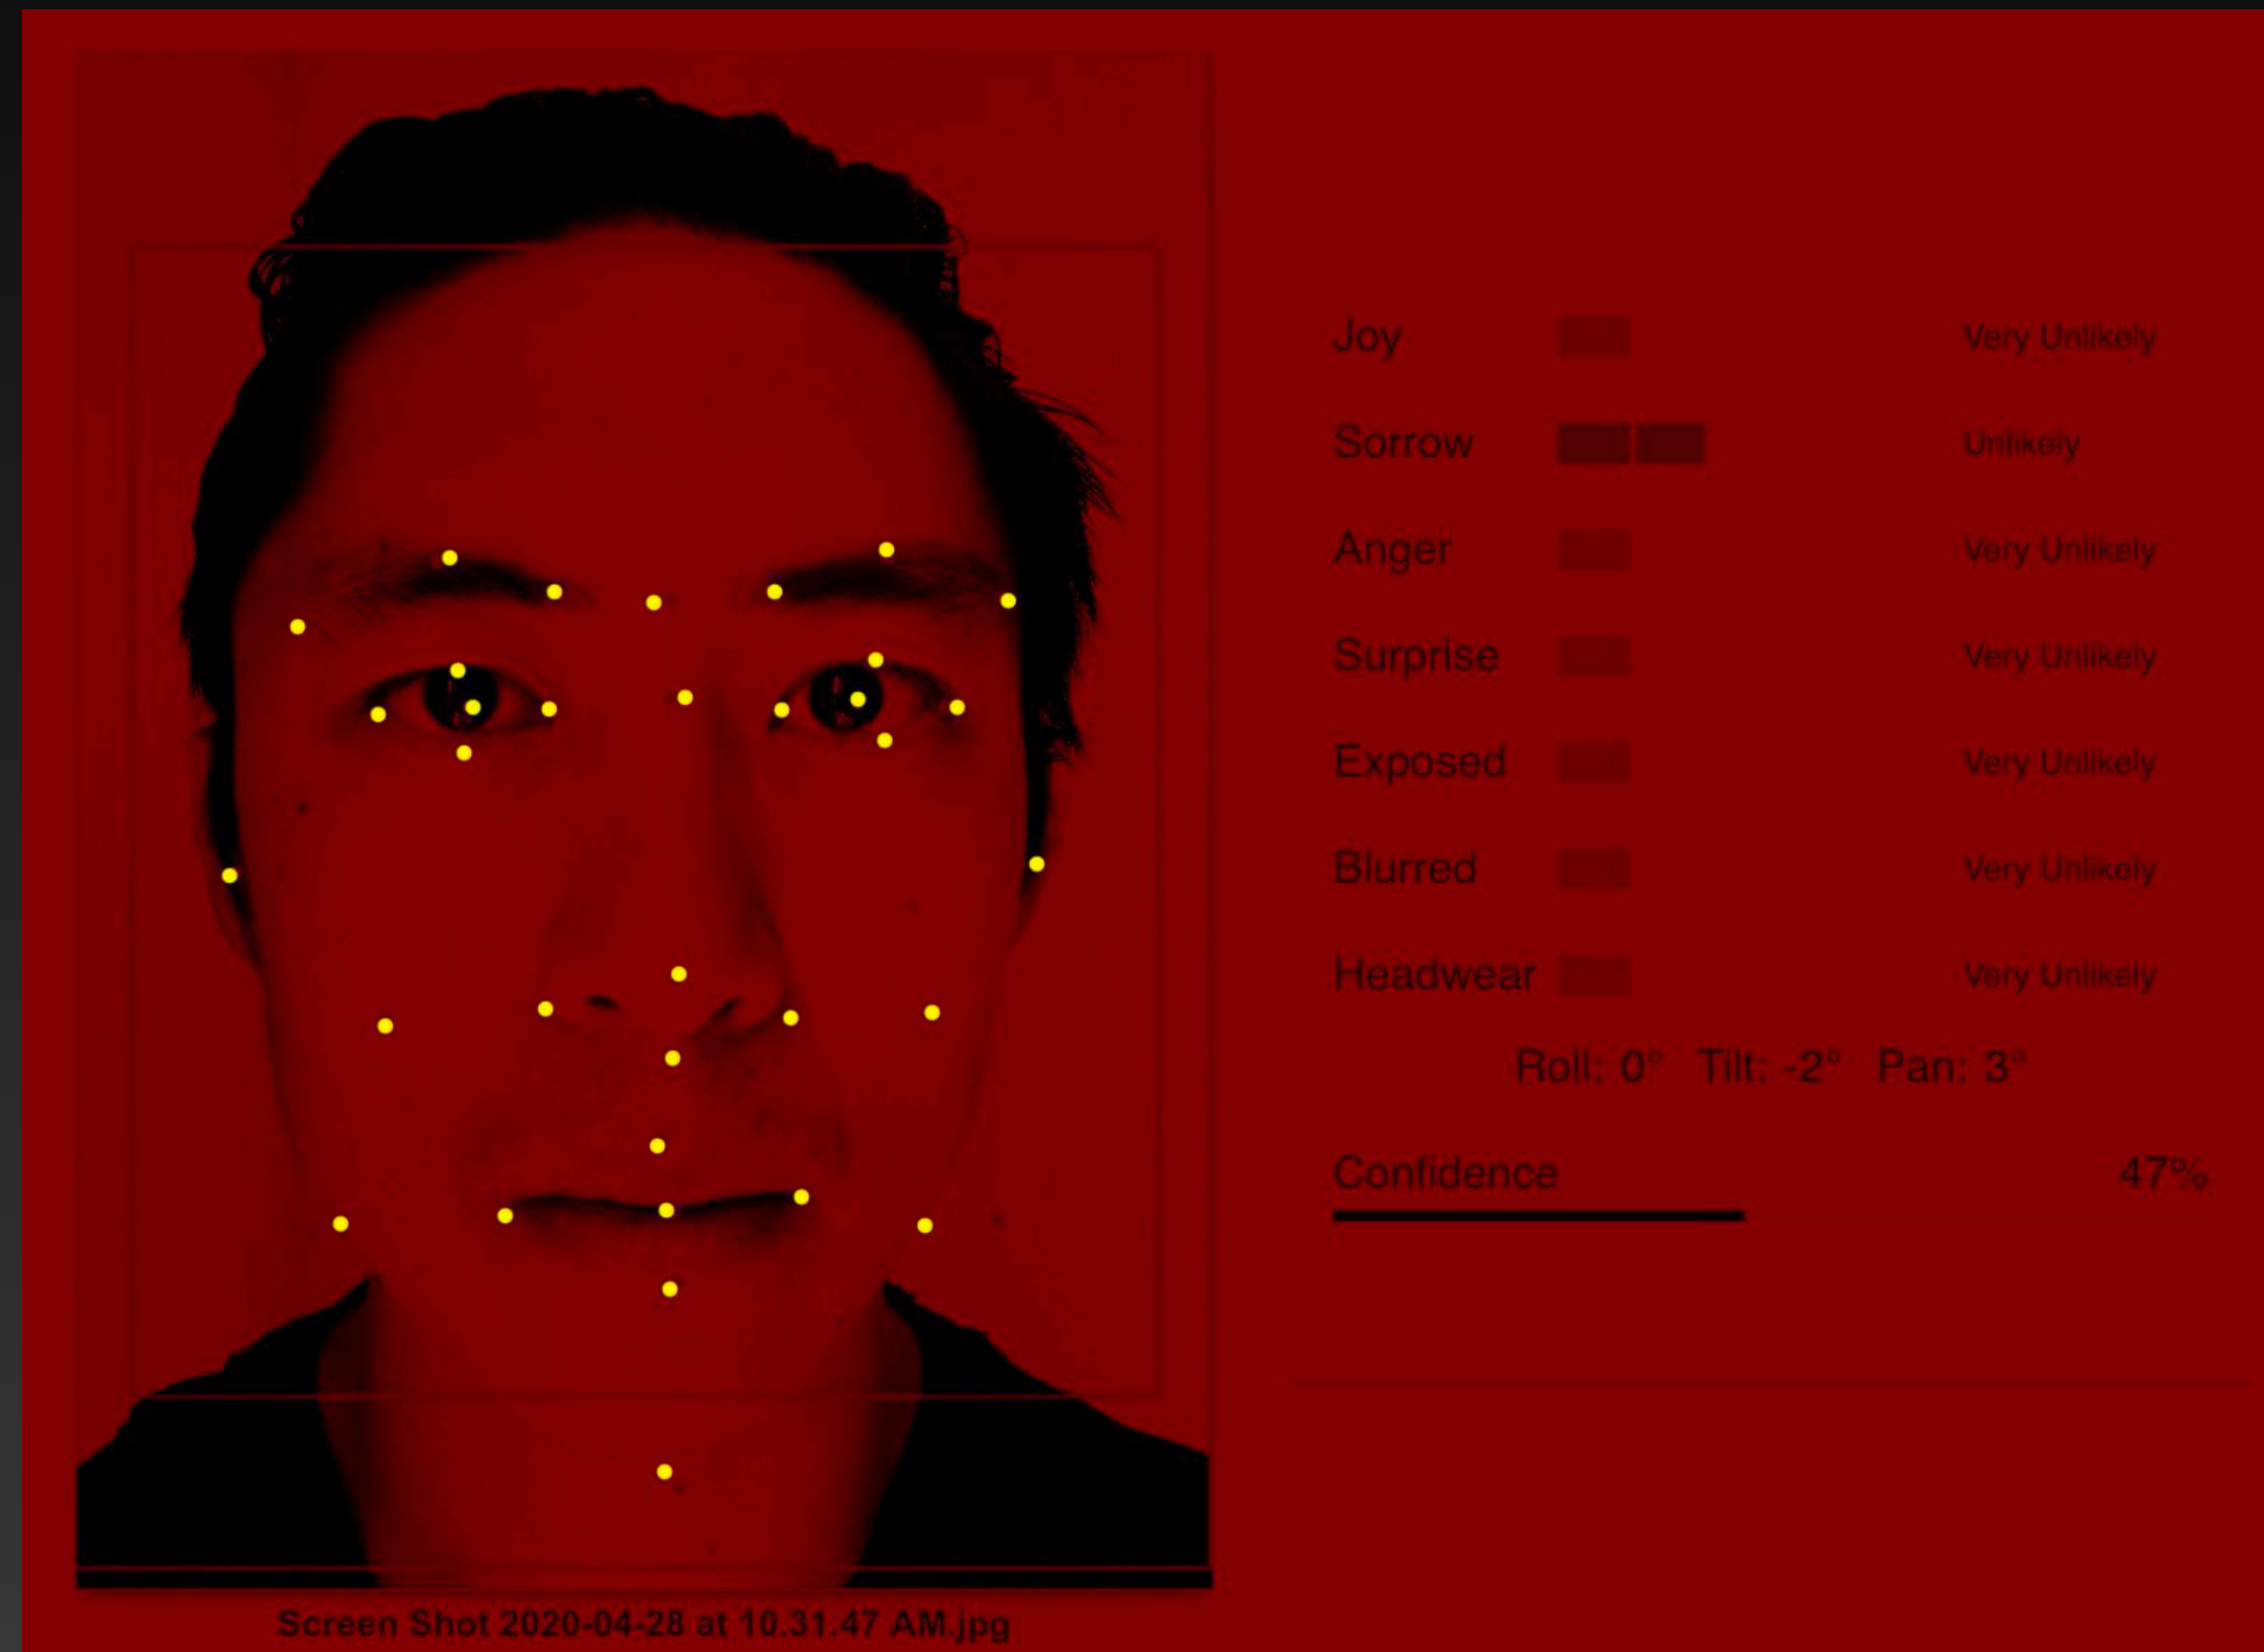 Joy Very Unlikely
Sorrow Unlikely
Anger Very Unlikely
Surprise Very Unlikely
Exposed Very Unlikely
Blurred Very Unlikely
Headwear Very Unlikely
Roll: 0° Tilt: -2° Pan: 3°
Confidence 47%
Screen Shot 2020-04-28 at 10.31.47 AM.jpg